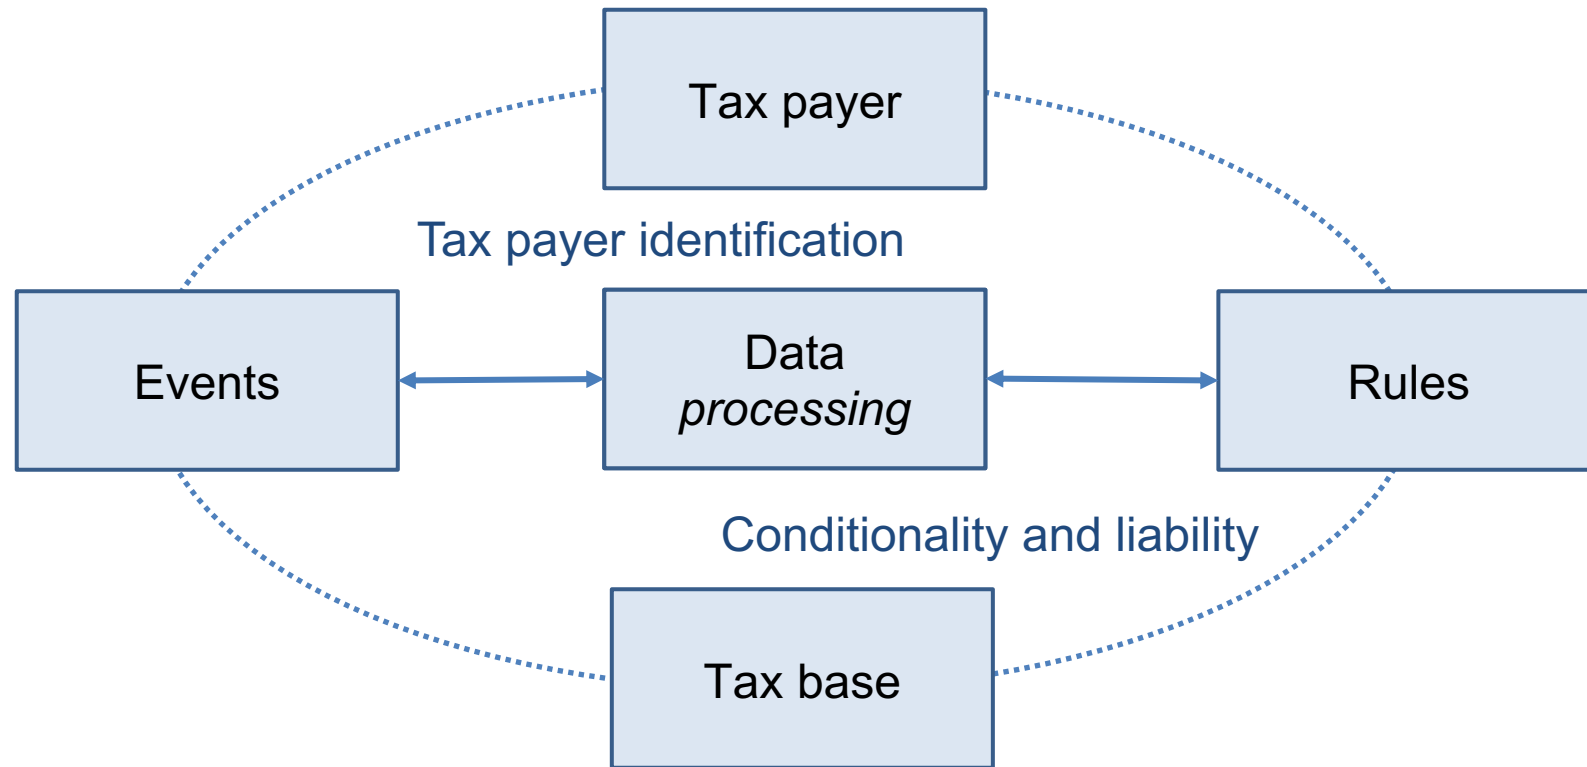 Tax payer
Tax payer identification
Events
Data
processing
Rules
Conditionality and liability
Tax base